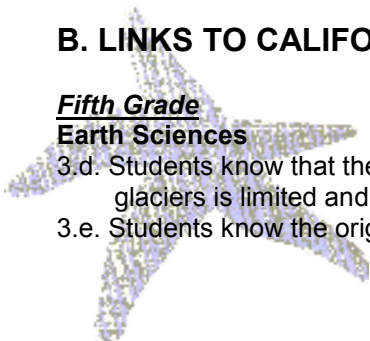 B. LINKS TO CALIFO
Fifth Grade
Earth Sciences
3.d. Students know that the
glaciers is limited and
3.e. Students know the orig